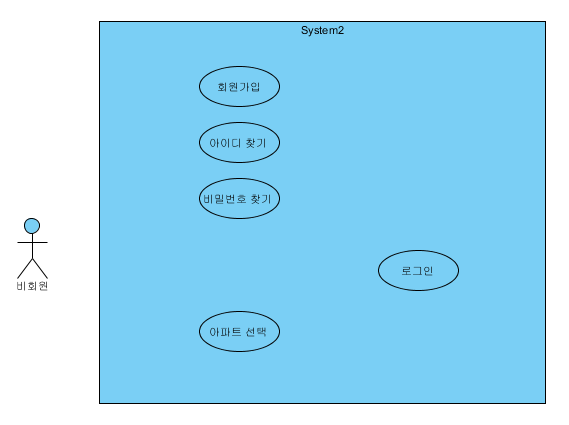 System2
회원가입
아이디 찾기
비밀번호 찾기
비회원
로그인
아파트 선택